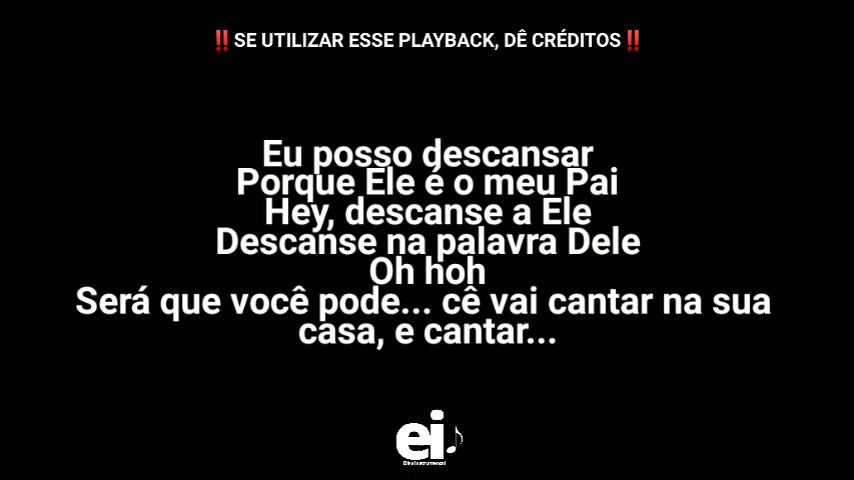 ‼️SE UTILIZAR ESSE PLAYBACK, DÊ CRÉDITOS‼️
Eu posso descansar
Porque Ele é o meu Pai
Hey, descanse a Ele
Descanse na palavra Dele
Oh hoh
Será que você pode... cê vai cantar na sua
casa, e cantar...
ei